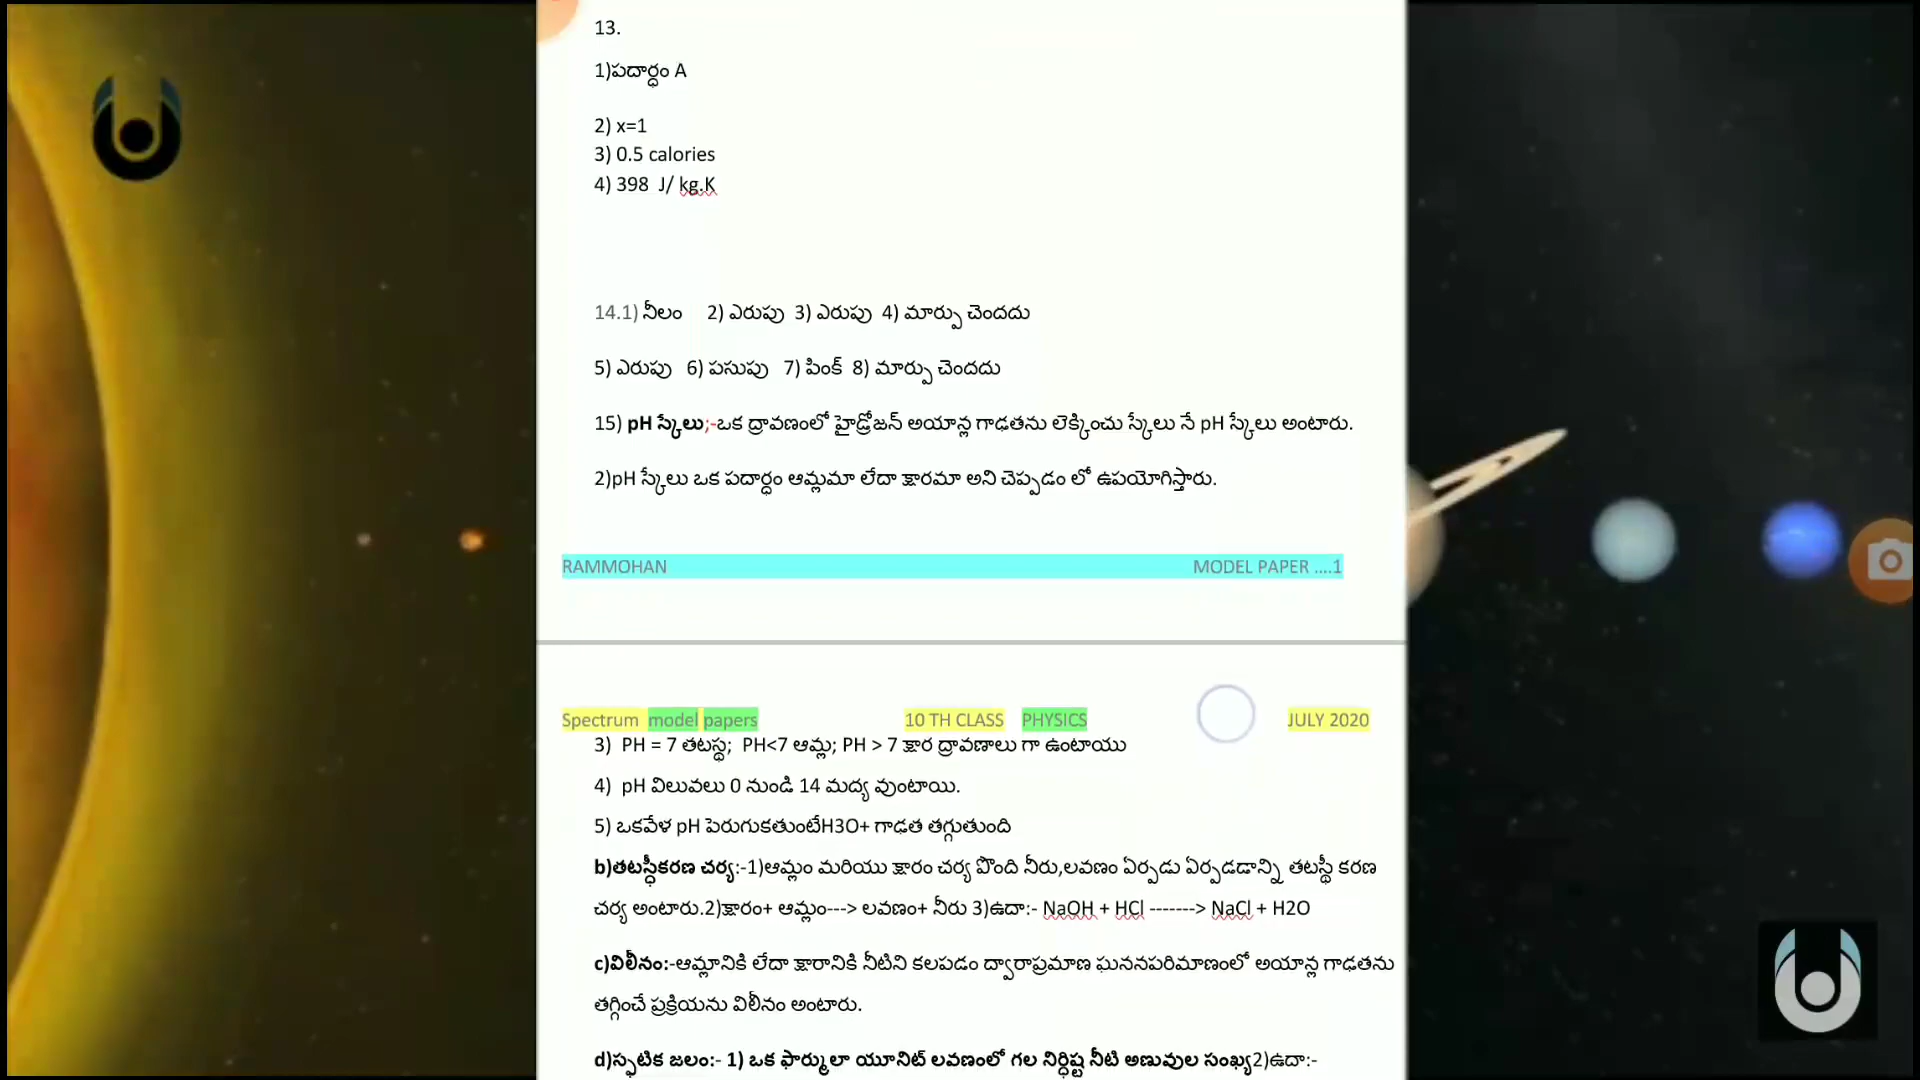 13.
1)పదార్ధం A
2) x=1
3) 0.5 calories
4) 398 J/ kg.K
14.1) నీలం 2) ఎరుపు 3) ఎరుపు 4) మార్పు చెందదు
5) ఎరుపు 6) పసుపు 7) పింక్ 8) మార్పు చెందదు
15) pH స్కేలు;-ఒక ద్రావణంలో హైడ్రోజన్ అయాన్ల గాఢతను లెక్కించు స్కేలు నే pH స్కేలు అంటారు.
2)pH స్కేలు ఒక పదార్ధం ఆమ్లమా లేదా క్షారమా అని చెప్పడం లో ఉపయోగిస్తారు.
RAMMOHAN MODEL PAPER ....1
Spectrum model papers 10 TH CLASS PHYSICS JULY 2020
3) PH = 7 తటస్థ; PH<7 ఆమ్ల; PH > 7 క్షార ద్రావణాలు గా ఉంటాయు
4) pH విలువలు 0 నుండి 14 మద్య వుంటాయి.
5) ఒకవేళ pH పెరుగుకతుంటేH3O+ గాఢత తగ్గుతుంది
b)తటస్ధీకరణ చర్య:-1)ఆమ్లం మరియు క్షారం చర్య పొంది నీరు,లవణం ఏర్పడు ఏర్పడడాన్ని తటస్థీ కరణ
చర్య అంటారు.2)క్షారం+ ఆమ్లం---> లవణం+ నీరు 3)ఉదా:- NaOH + HCl -------> NaCl + H2O
c)విలీనం:-ఆమ్లానికి లేదా క్షారానికి నీటిని కలపడం ద్వారాప్రమాణ ఘననపరిమాణంలో అయాన్ల గాఢతను
తగ్గించే ప్రక్రియను విలీనం అంటారు.
d)స్ఫటిక జలం:- 1) ఒక ఫార్ములా యూనిట్ లవణంలో గల నిర్ధిష్ట నీటి అణువుల సంఖ్య2)ఉదా:-